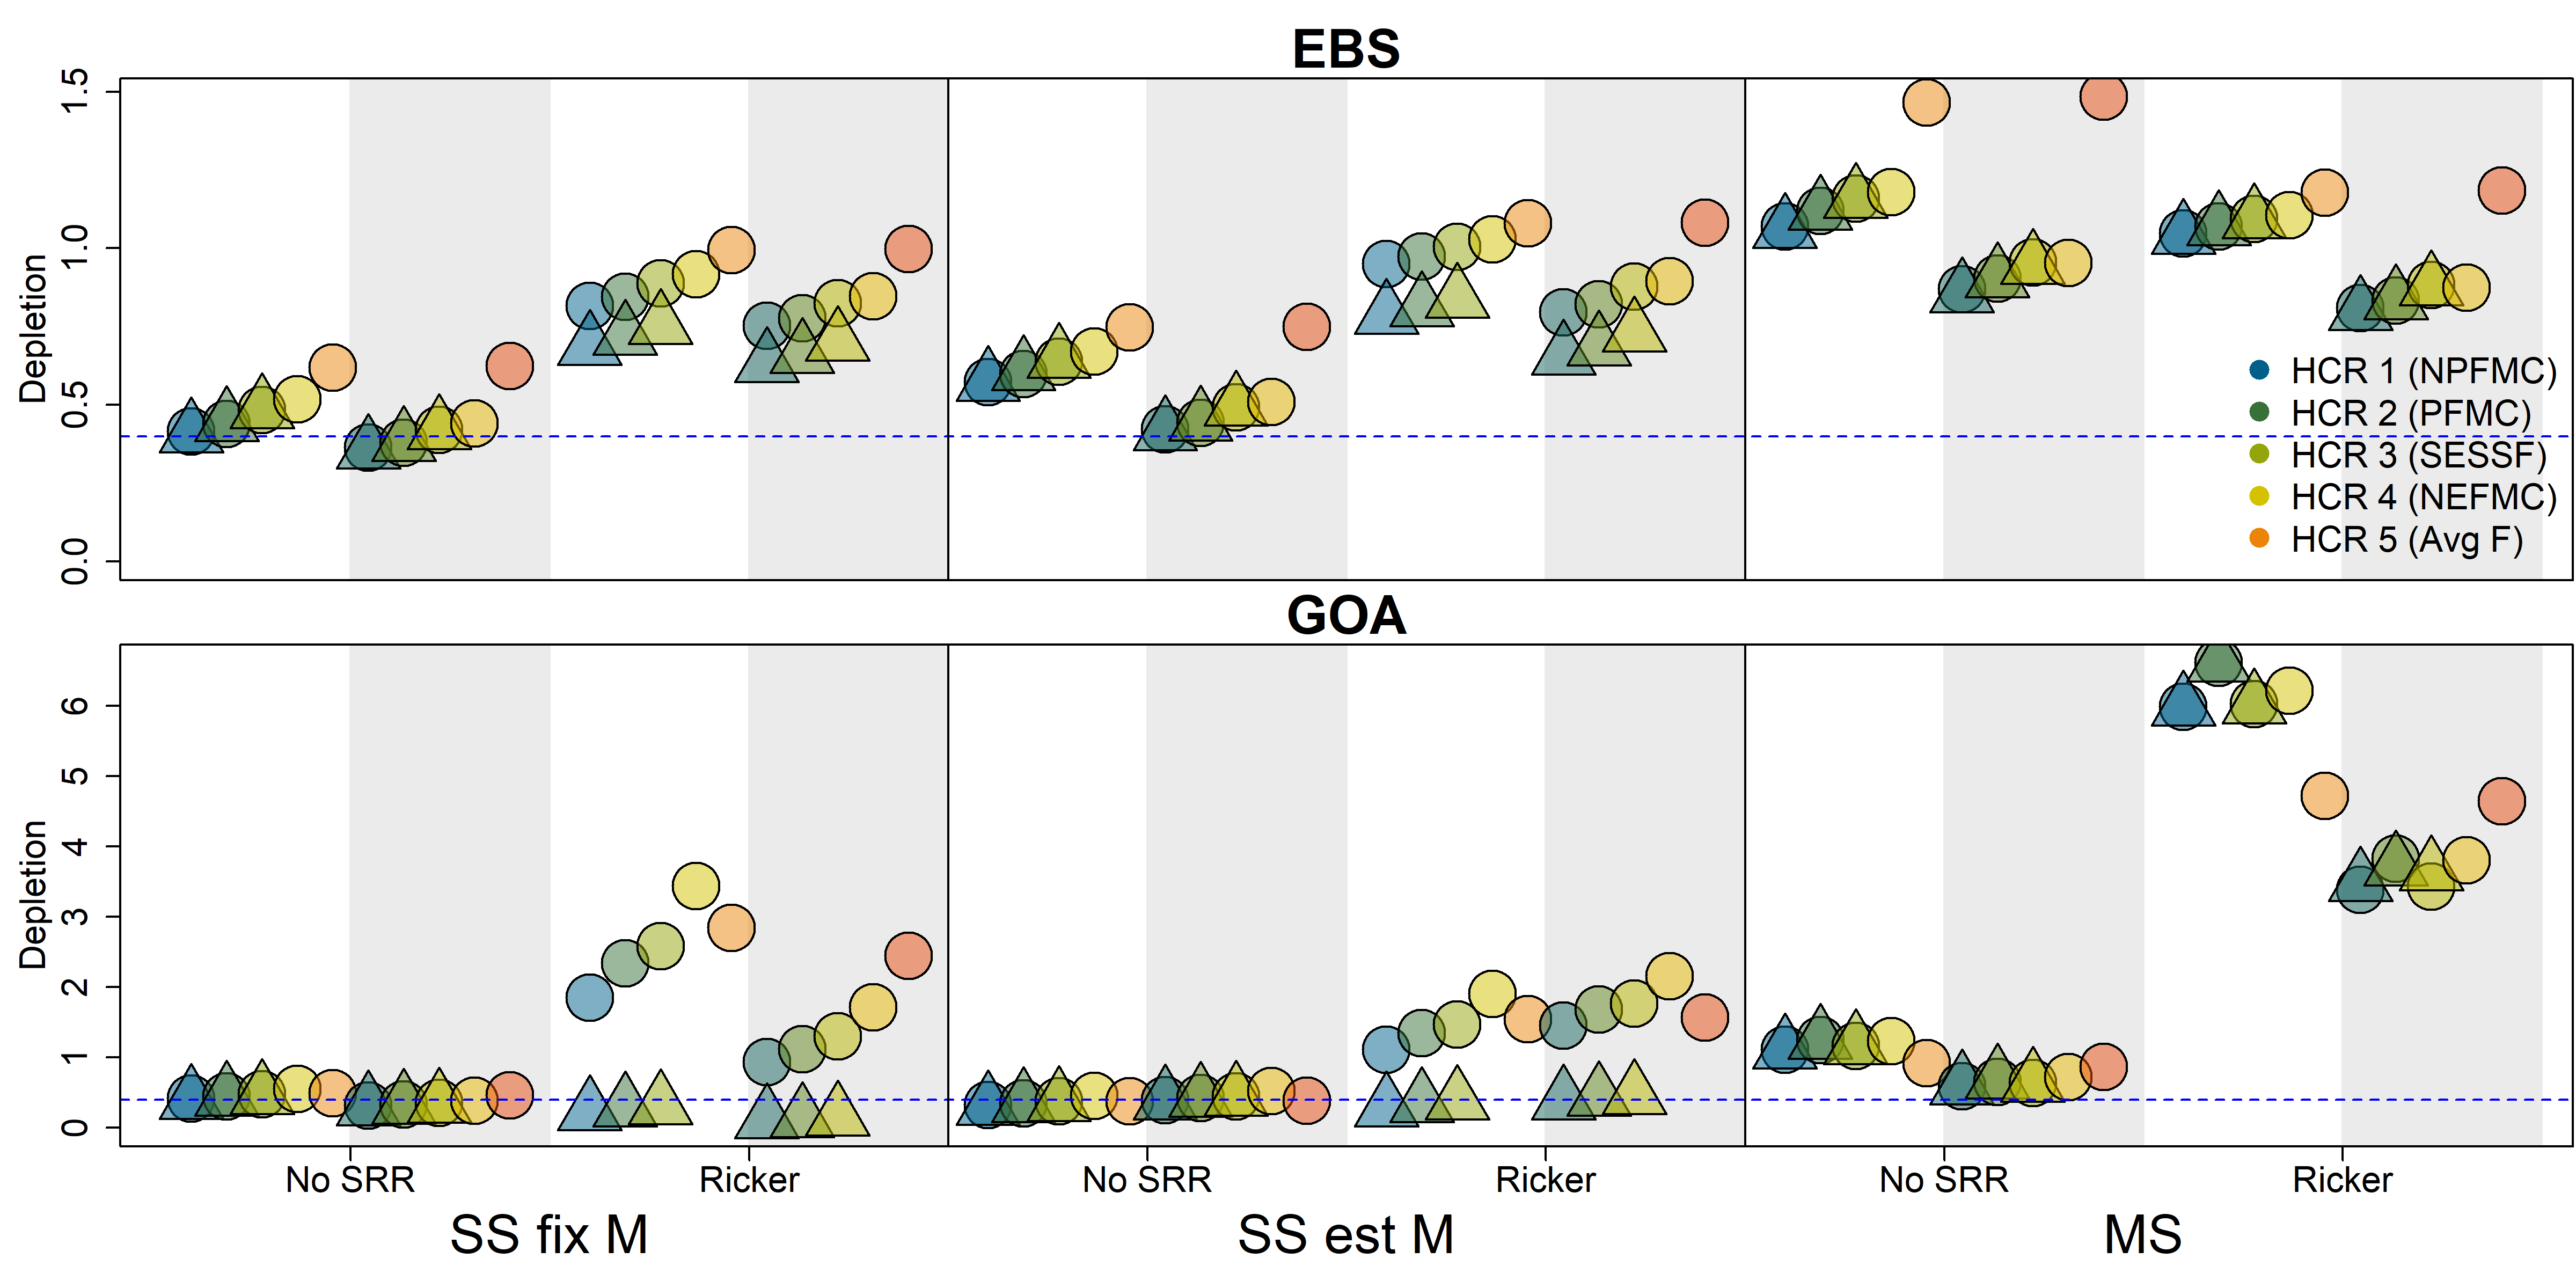 EBS
Depletion
1.5
1.0
0.5
0.0
HCR 1 (NPFMC)
HCR 2 (PFMC)
HCR 3 (SESSF)
HCR 4 (NEFMC)
HCR 5 (Avg F)
GOA
Depletion
6
5
4
3
2
1
0
No SRR Ricker No SRR Ricker No SRR Ricker
SS fix M SS est M MS